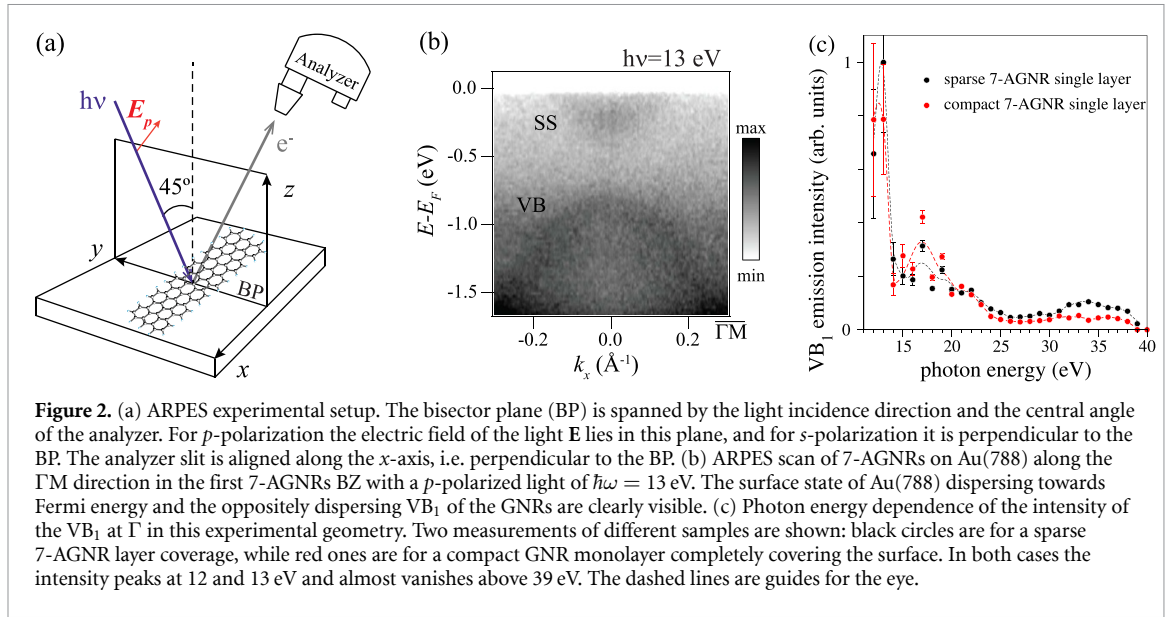 (a)
Analyzer
hν
E_p
e⁻
45°
z
y
BP
x
(b)
hν=13 eV
0.0
SS
max
-0.5
E-E_F (eV)
VB
-1.0
min
-1.5
-0.2 0.0 0.2 ΓM
k_x (Å⁻¹)
(c)
1
sparse 7-AGNR single layer
compact 7-AGNR single layer
VB₁ emission intensity (arb. units)
0
15 20 25 30 35 40
photon energy (eV)
Figure 2. (a) ARPES experimental setup. The bisector plane (BP) is spanned by the light incidence direction and the central angle
of the analyzer. For p-polarization the electric field of the light E lies in this plane, and for s-polarization it is perpendicular to the
BP. The analyzer slit is aligned along the x-axis, i.e. perpendicular to the BP. (b) ARPES scan of 7-AGNRs on Au(788) along the
ΓM direction in the first 7-AGNRs BZ with a p-polarized light of ℏω = 13 eV. The surface state of Au(788) dispersing towards
Fermi energy and the oppositely dispersing VB₁ of the GNRs are clearly visible. (c) Photon energy dependence of the intensity of
the VB₁ at Γ in this experimental geometry. Two measurements of different samples are shown: black circles are for a sparse
7-AGNR layer coverage, while red ones are for a compact GNR monolayer completely covering the surface. In both cases the
intensity peaks at 12 and 13 eV and almost vanishes above 39 eV. The dashed lines are guides for the eye.